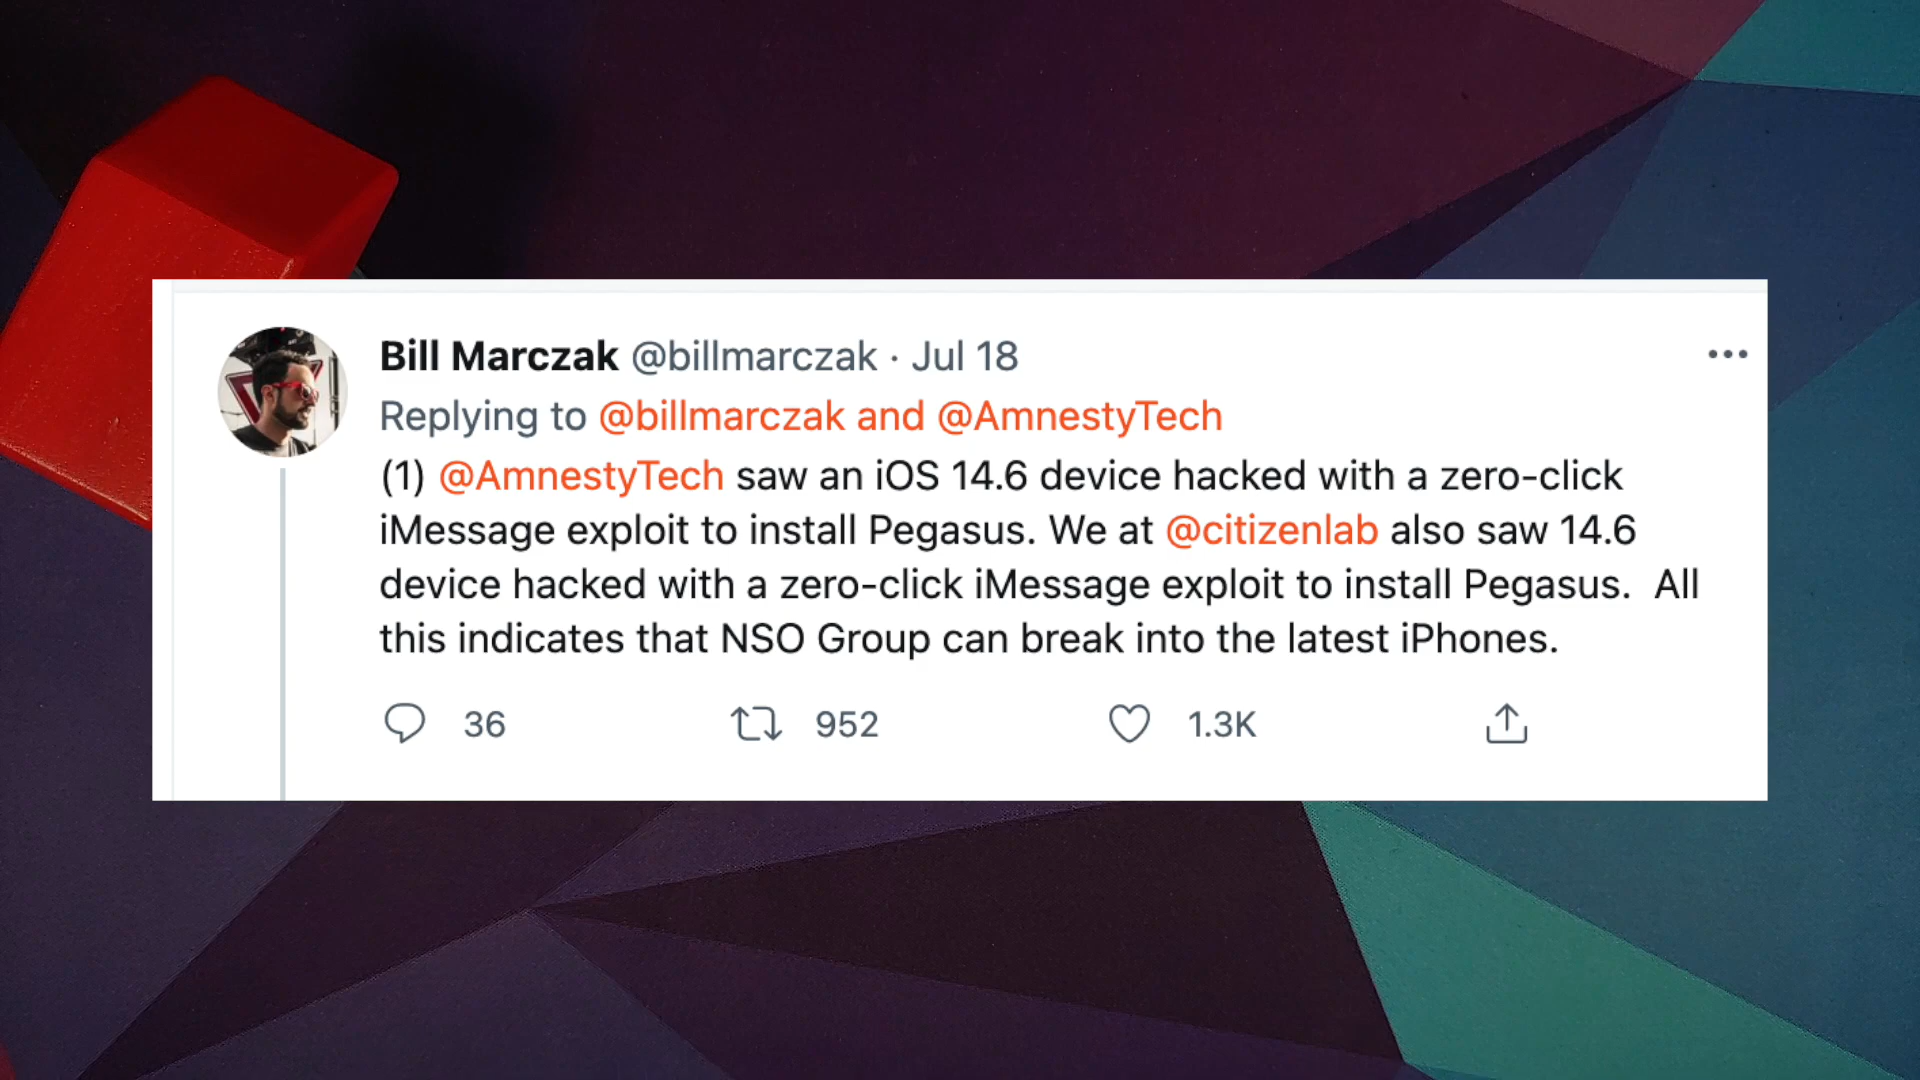 Bill Marczak @billmarczak · Jul 18
Replying to @billmarczak and @AmnestyTech
(1) @AmnestyTech saw an iOS 14.6 device hacked with a zero-click
iMessage exploit to install Pegasus. We at @citizenlab also saw 14.6
device hacked with a zero-click iMessage exploit to install Pegasus.  All
this indicates that NSO Group can break into the latest iPhones.
36 952 1.3K